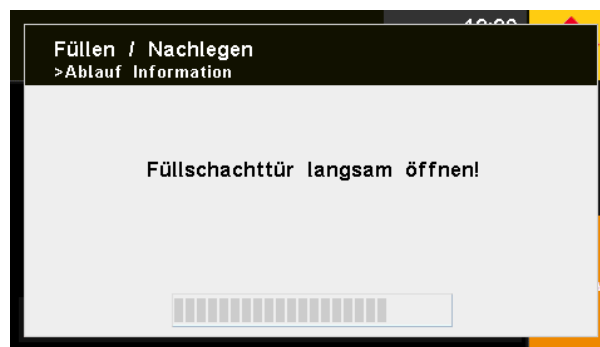 Füllen / Nachlegen
>Ablauf Information
Füllschachttür langsam öffnen!